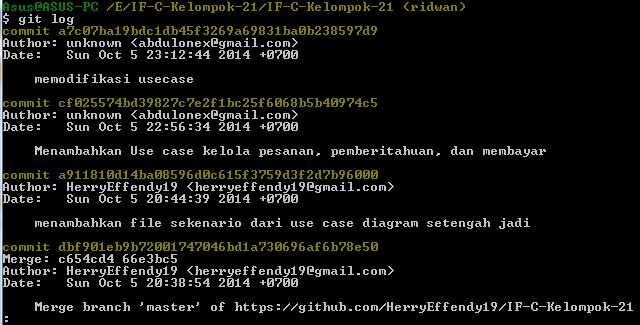 Asus@ASUS-PC /E/IF-C-Kelompok-21/IF-C-Kelompok-21 (ridwan)
$ git log
commit a7c07ba19bdc1db45f3269a69831ba0b238597d9
Author: unknown <abdulonex@gmail.com>
Date:   Sun Oct 5 23:12:44 2014 +0700
memodifikasi usecase
commit cf025574bd39827c7e2f1bc25f6068b5b40974c5
Author: unknown <abdulonex@gmail.com>
Date:   Sun Oct 5 22:56:34 2014 +0700
Menambahkan Use case kelola pesanan, pemberitahuan, dan membayar
commit a911810d14ba08596d0c615f3759d3f2d7b96000
Author: HerryEffendy19 <herryeffendy19@gmail.com>
Date:   Sun Oct 5 20:44:39 2014 +0700
menambahkan file sekenario dari use case diagram setengah jadi
commit dbf901eb9b72001747046bd1a730696af6b78e50
Merge: c654cd4 66e3bc5
Author: HerryEffendy19 <herryeffendy19@gmail.com>
Date:   Sun Oct 5 20:38:54 2014 +0700
Merge branch 'master' of https://github.com/HerryEffendy19/IF-C-Kelompok-21
: